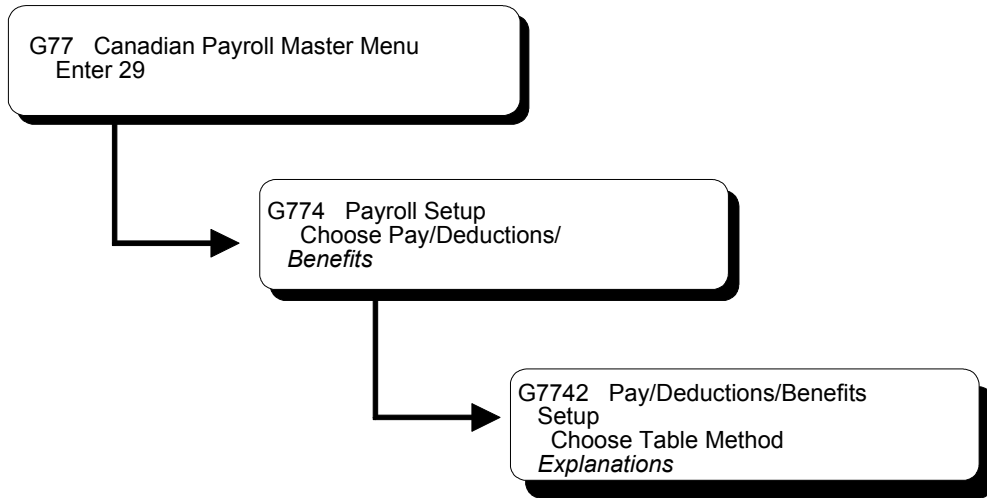 G77 Canadian Payroll Master Menu
Enter 29
G774 Payroll Setup
Choose Pay/Deductions/
Benefits
G7742 Pay/Deductions/Benefits
Setup
Choose Table Method
Explanations